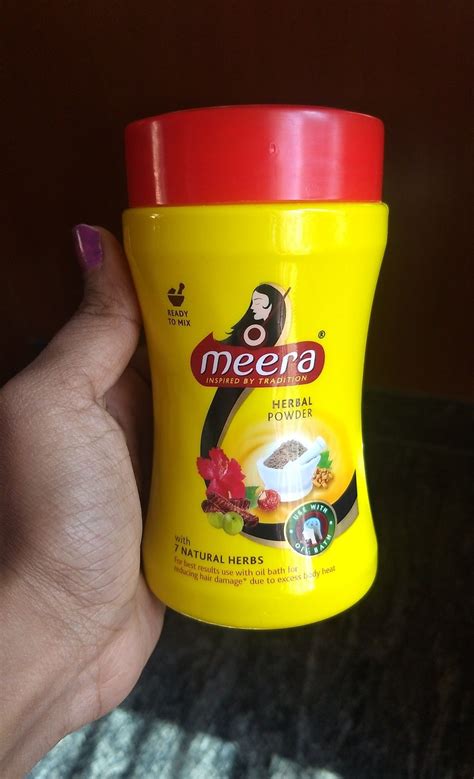 READY
TO MIX
meera®
INSPIRED BY TRADITION
HERBAL
POWDER
USE WITH
OIL BATH
with
7 NATURAL HERBS
For best results use with oil bath for
reducing hair damage* due to excess body heat